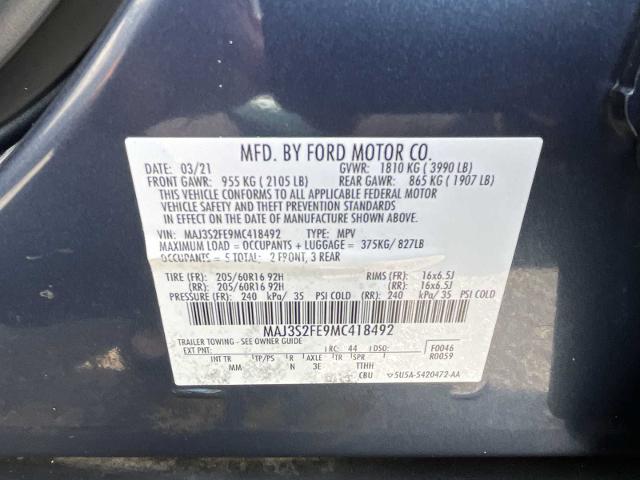 MFD. BY FORD MOTOR CO.
DATE: 03/21 GVWR: 1810 KG ( 3990 LB)
FRONT GAWR: 955 KG ( 2105 LB) REAR GAWR: 865 KG ( 1907 LB)
THIS VEHICLE CONFORMS TO ALL APPLICABLE FEDERAL MOTOR
VEHICLE SAFETY AND THEFT PREVENTION STANDARDS
IN EFFECT ON THE DATE OF MANUFACTURE SHOWN ABOVE.
VIN: MAJ3S2FE9MC418492 TYPE: MPV
MAXIMUM LOAD = OCCUPANTS + LUGGAGE = 375KG/ 827LB
OCCUPANTS = 5 TOTAL: 2 FRONT, 3 REAR
TIRE (FR): 205/60R16 92H RIMS (FR): 16x6.5J
(RR): 205/60R16 92H (RR): 16x6.5J
PRESSURE (FR): 240 kPa/ 35 PSI COLD (RR) 240 kPa/ 35 PSI COLD
MAJ3S2FE9MC418492
TRAILER TOWING - SEE OWNER GUIDE
EXT PNT: RC: 44 DSO: F0046
R0059
INT TR TP/PS R AXLE TR SPR
MM N 3E TTHH
CBU 5U5A-5420472-AA